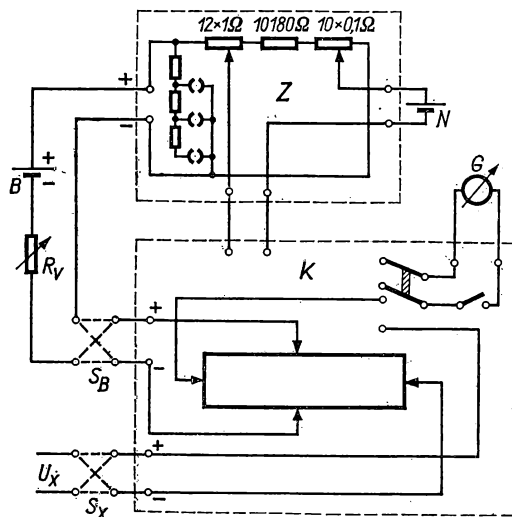 12×1Ω 10180Ω 10×0,1Ω
+
Z
−
N
+
B −
G
R_V
K
+
S_B −
+
U_X
S_X −